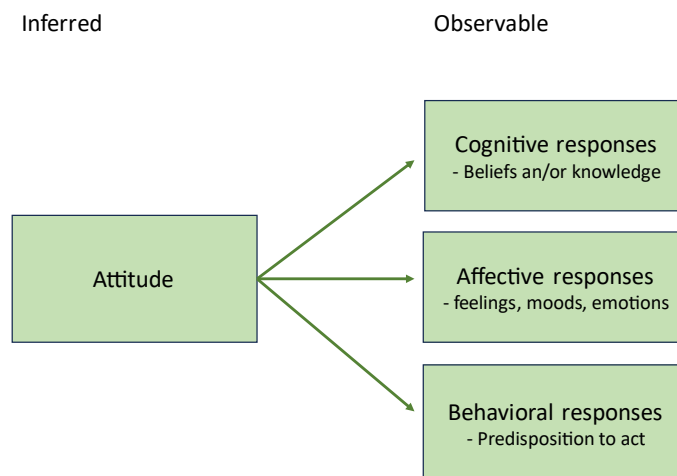 Inferred
Observable
Cognitive responses
- Beliefs an/or knowledge
Attitude
Affective responses
- feelings, moods, emotions
Behavioral responses
- Predisposition to act